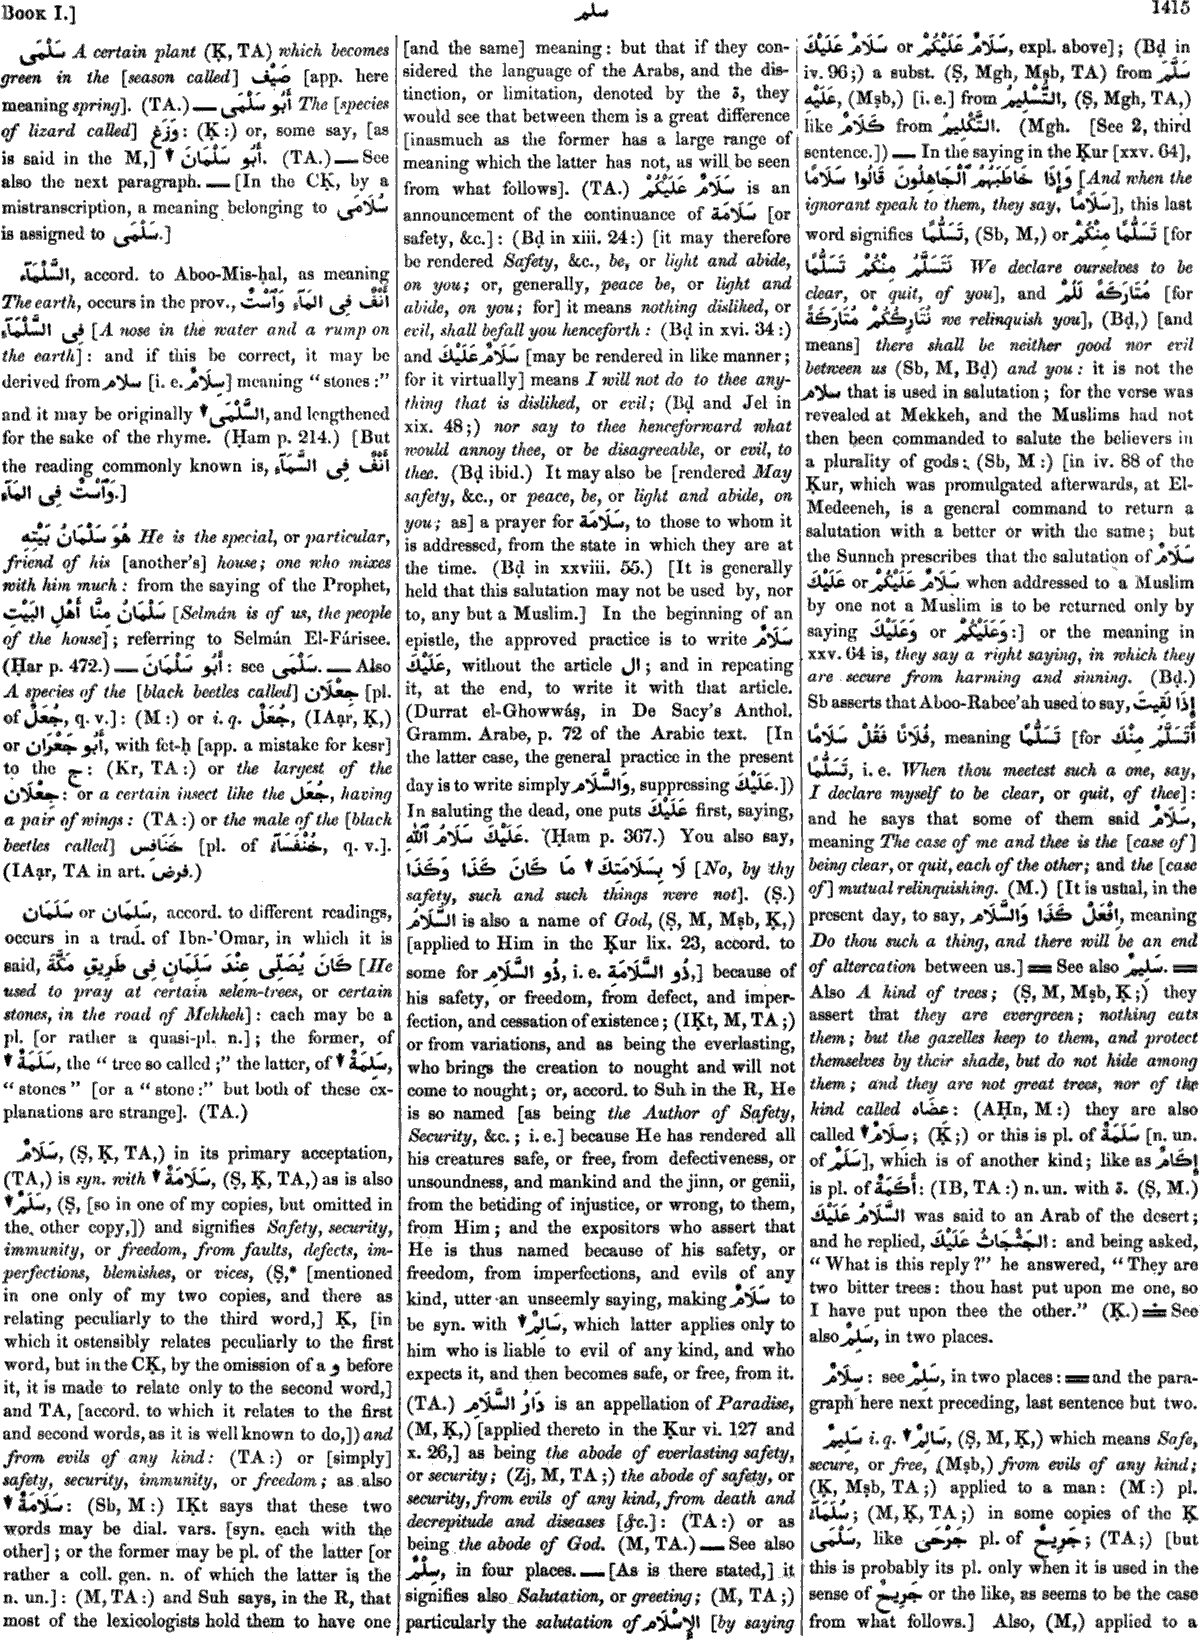 Book I.]
سلم
1415
سَلْمَى A certain plant (Ḳ, TA) which becomes
green in the [season called] صَيْف [app. here
meaning spring]. (TA.) — أَبُو سَلْمَى The [species
of lizard called] وَزَغ: (Ḳ:) or, some say, [as
is said in the M,] ▾ أَبُو سَلْمَانَ. (TA.) — See
also the next paragraph. — [In the CḲ, by a
mistranscription, a meaning belonging to سُلَامَى
is assigned to سَلْمَى.]
السَّلْمَآء, accord. to Aboo-Mis-ḥal, as meaning
The earth, occurs in the prov., أَنْفٌ فِى المَآءِ وَٱسْتٌ
فِى السَّلْمَآءِ [A nose in the water and a rump on
the earth]: and if this be correct, it may be
derived from سلام [i. e. سِلَامٌ] meaning “stones:”
and it may be originally ▾ السَّلْمَى, and lengthened
for the sake of the rhyme. (Ḥam p. 214.) [But
the reading commonly known is, أَنْفٌ فِى السَّمَآءِ
وَٱسْتٌ فِى المَآءِ.]
هُوَ سَلْمَانُ بَيْتِهِ He is the special, or particular,
friend of his [another's] house; one who mixes
with him much: from the saying of the Prophet,
سَلْمَانُ مِنَّا أَهْلَ البَيْتِ [Selmán is of us, the people
of the house]; referring to Selmán El-Fárisee.
(Ḥar p. 472.) — أَبُو سَلْمَانَ: see سَلْمَى. — Also
A species of the [black beetles called] جِعْلَان [pl.
of جُعَلٌ, q. v.]: (M:) or i. q. جُعَلٌ, (IAạr, Ḳ,)
or أَبُو جَعْرَان, with fet-ḥ [app. a mistake for kesr]
to the ج: (Kr, TA:) or the largest of the
جِعْلَان: or a certain insect like the جُعَل, having
a pair of wings: (TA:) or the male of the [black
beetles called] خَنَافِس [pl. of خُنْفَسَآءُ, q. v.].
(IAạr, TA in art. فرض.)
سَلَمَان or سَلِمَان, accord. to different readings,
occurs in a trad. of Ibn-'Omar, in which it is
said, كَانَ يُصَلِّى عِنْدَ سَلَمَانٍ فِى طَرِيقِ مَكَّةَ [He
used to pray at certain selem-trees, or certain
stones, in the road of Mekkeh]: each may be a
pl. [or rather a quasi-pl. n.]; the former, of
▾ سَلَمَةٌ, the “tree so called;” the latter, of ▾ سَلِمَةٌ,
“stones” [or a “stone:” but both of these ex-
planations are strange]. (TA.)
سَلَامٌ, (Ṣ, Ḳ, TA,) in its primary acceptation,
(TA,) is syn. with ▾ سَلَامَةٌ, (Ṣ, Ḳ, TA,) as is also
▾ سَلَمٌ, (Ṣ, [so in one of my copies, but omitted in
the other copy,]) and signifies Safety, security,
immunity, or freedom, from faults, defects, im-
perfections, blemishes, or vices, (Ṣ,* [mentioned
in one only of my two copies, and there as
relating peculiarly to the third word,] Ḳ, [in
which it ostensibly relates peculiarly to the first
word, but in the CḲ, by the omission of a و before
it, it is made to relate only to the second word,]
and TA, [accord. to which it relates to the first
and second words, as it is well known to do,]) and
from evils of any kind: (TA:) or [simply]
safety, security, immunity, or freedom; as also
▾ سَلَامَةٌ: (Sb, M:) IḲt says that these two
words may be dial. vars. [syn. each with the
other]; or the former may be pl. of the latter [or
rather a coll. gen. n. of which the latter is the
n. un.]: (M, TA:) and Suh says, in the R, that
most of the lexicologists hold them to have one
[and the same] meaning: but that if they con-
sidered the language of the Arabs, and the dis-
tinction, or limitation, denoted by the ة, they
would see that between them is a great difference
[inasmuch as the former has a large range of
meaning which the latter has not, as will be seen
from what follows]. (TA.) سَلَامٌ عَلَيْكُمْ is an
announcement of the continuance of سَلَامَة [or
safety, &c.]: (Bḍ in xiii. 24:) [it may therefore
be rendered Safety, &c., be, or light and abide,
on you; or, generally, peace be, or light and
abide, on you; for] it means nothing disliked, or
evil, shall befall you henceforth: (Bḍ in xvi. 34:)
and سَلَامٌ عَلَيْكَ [may be rendered in like manner;
for it virtually] means I will not do to thee any-
thing that is disliked, or evil; (Bḍ and Jel in
xix. 48;) nor say to thee henceforward what
would annoy thee, or be disagreeable, or evil, to
thee. (Bḍ ibid.) It may also be [rendered May
safety, &c., or peace, be, or light and abide, on
you; as] a prayer for سَلَامَة, to those to whom it
is addressed, from the state in which they are at
the time. (Bḍ in xxviii. 55.) [It is generally
held that this salutation may not be used by, nor
to, any but a Muslim.] In the beginning of an
epistle, the approved practice is to write سَلَامٌ
عَلَيْكَ, without the article ال; and in repeating
it, at the end, to write it with that article.
(Durrat el-Ghowwáṣ, in De Sacy's Anthol.
Gramm. Arabe, p. 72 of the Arabic text. [In
the latter case, the general practice in the present
day is to write simply وَالسَّلَام, suppressing عَلَيْكَ.])
In saluting the dead, one puts عَلَيْكَ first, saying,
عَلَيْكَ سَلَامُ ٱللّٰهِ. (Ḥam p. 367.) You also say,
لَا بِسَلَامَتِكَ ▾ مَا كَانَ كَذَا وَكَذَا [No, by thy
safety, such and such things were not]. (Ṣ.)
السَّلَامُ is also a name of God, (Ṣ, M, Mṣb, Ḳ,)
[applied to Him in the Ḳur lix. 23, accord. to
some for ذُو السَّلَامِ, i. e. ذُو السَّلَامَةِ,] because of
his safety, or freedom, from defect, and imper-
fection, and cessation of existence; (IḲt, M, TA;)
or from variations, and as being the everlasting,
who brings the creation to nought and will not
come to nought; or, accord. to Suh in the R, He
is so named [as being the Author of Safety,
Security, &c.; i. e.] because He has rendered all
his creatures safe, or free, from defectiveness, or
unsoundness, and mankind and the jinn, or genii,
from the betiding of injustice, or wrong, to them,
from Him; and the expositors who assert that
He is thus named because of his safety, or
freedom, from imperfections, and evils of any
kind, utter an unseemly saying, making سَلَامٌ to
be syn. with ▾ سَالِمٌ, which latter applies only to
him who is liable to evil of any kind, and who
expects it, and then becomes safe, or free, from it.
(TA.) دَارُ السَّلَامِ is an appellation of Paradise,
(M, Ḳ,) [applied thereto in the Ḳur vi. 127 and
x. 26,] as being the abode of everlasting safety,
or security; (Zj, M, TA;) the abode of safety, or
security, from evils of any kind, from death and
decrepitude and diseases [&c.]: (TA:) or as
being the abode of God. (M, TA.) — See also
سِلْمٌ, in four places. — [As is there stated,] it
signifies also Salutation, or greeting; (M, TA;)
particularly the salutation of الإِسْلَام [by saying
سَلَامٌ عَلَيْكَ or سَلَامٌ عَلَيْكُمْ, expl. above]; (Bḍ in
iv. 96;) a subst. (Ṣ, Mgh, Mṣb, TA) from سَلَّمَ
عَلَيْهِ, (Mṣb,) [i. e.] from التَّسْلِيمُ, (Ṣ, Mgh, TA,)
like كَلَامٌ from التَّكْلِيمُ. (Mgh. [See 2, third
sentence.]) — In the saying in the Ḳur [xxv. 64],
وَإِذَا خَاطَبَهُمُ ٱلْجَاهِلُونَ قَالُوا سَلَامًا [And when the
ignorant speak to them, they say, سَلَامًا], this last
word signifies تَسَلُّمًا, (Sb, M,) or تَسَلُّمًا مِنْكُمْ [for
نَتَسَلَّمُ مِنْكُمْ تَسَلُّمًا We declare ourselves to be
clear, or quit, of you], and مُتَارَكَةً لَكُمْ [for
نُتَارِكُكُمْ مُتَارَكَةً we relinquish you], (Bḍ,) [and
means] there shall be neither good nor evil
between us (Sb, M, Bḍ) and you: it is not the
سلام that is used in salutation; for the verse was
revealed at Mekkeh, and the Muslims had not
then been commanded to salute the believers in
a plurality of gods: (Sb, M:) [in iv. 88 of the
Ḳur, which was promulgated afterwards, at El-
Medeeneh, is a general command to return a
salutation with a better or with the same; but
the Sunneh prescribes that the salutation of سَلَامٌ
عَلَيْكَ or سَلَامٌ عَلَيْكُمْ when addressed to a Muslim
by one not a Muslim is to be returned only by
saying وَعَلَيْكَ or وَعَلَيْكُمْ:] or the meaning in
xxv. 64 is, they say a right saying, in which they
are secure from harming and sinning. (Bḍ.)
Sb asserts that Aboo-Rabee'ah used to say, إِذَا لَقِيتَ
فُلَانًا فَقُلْ سَلَامًا, meaning تَسَلُّمًا [for أَتَسَلَّمُ مِنْكَ
تَسَلُّمًا, i. e. When thou meetest such a one, say,
I declare myself to be clear, or quit, of thee]:
and he says that some of them said سَلَامٌ,
meaning The case of me and thee is the [case of]
being clear, or quit, each of the other; and the [case
of] mutual relinquishing. (M.) [It is usual, in the
present day, to say, اِفْعَلْ كَذَا وَالسَّلَام, meaning
Do thou such a thing, and there will be an end
of altercation between us.] = See also سَلِيمٌ. =
Also A kind of trees; (Ṣ, M, Mṣb, Ḳ;) they
assert that they are evergreen; nothing eats
them; but the gazelles keep to them, and protect
themselves by their shade, but do not hide among
them; and they are not great trees, nor of the
kind called عِضَاه: (AḤn, M:) they are also
called ▾ سِلَامٌ; (Ḳ;) or this is pl. of سَلَمَةٌ [n. un.
of سَلَمٌ], which is of another kind; like as إِكَامٌ
is pl. of أَكَمَةٌ: (IB, TA:) n. un. with ة. (Ṣ, M.)
السَّلَامُ عَلَيْكَ was said to an Arab of the desert;
and he replied, الجَثْجَاثُ عَلَيْكَ: and being asked,
“What is this reply?” he answered, “They are
two bitter trees: thou hast put upon me one, so
I have put upon thee the other.” (Ḳ.) = See
also سَلِمٌ, in two places.
سِلَامٌ: see سَلِمٌ, in two places: = and the para-
graph here next preceding, last sentence but two.
سَلِيمٌ i. q. ▾ سَالِمٌ, (Ṣ, M, Ḳ,) which means Safe,
secure, or free, (Mṣb,) from evils of any kind;
(Ḳ, Mṣb, TA;) applied to a man: (M:) pl.
سُلَمَآءُ; (M, Ḳ, TA;) in some copies of the Ḳ
سَلْمَى, like جَرْحَى pl. of جَرِيحٌ; (TA;) [but
this is probably its pl. only when it is used in the
sense of جَرِيحٌ or the like, as seems to be the case
from what follows.] Also, (M,) applied to a